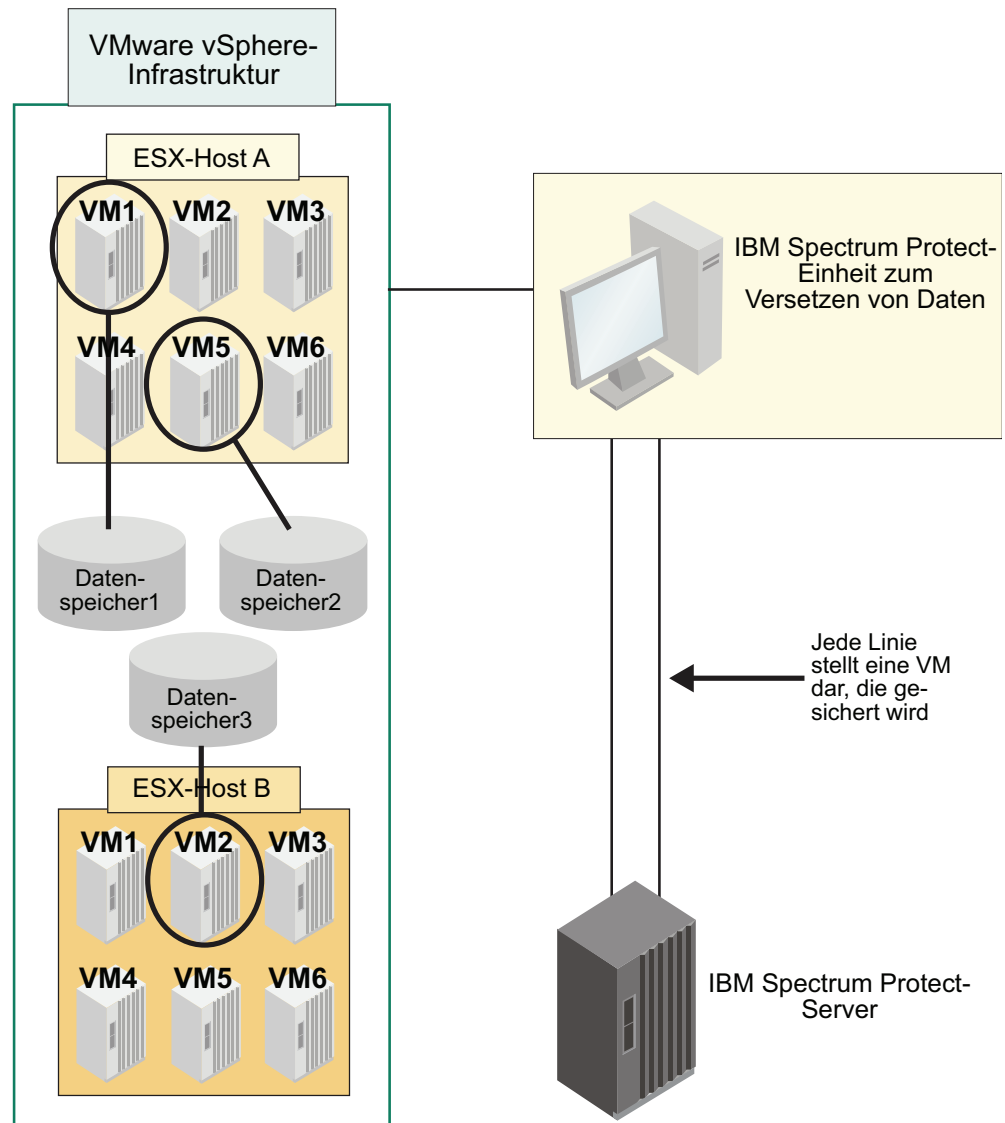 VMware vSphere-
Infrastruktur
ESX-Host A
VM1 VM2 VM3
VM4 VM5 VM6
Daten-
speicher1
Daten-
speicher2
Daten-
speicher3
ESX-Host B
VM1 VM2 VM3
VM4 VM5 VM6
IBM Spectrum Protect-
Einheit zum
Versetzen von Daten
Jede Linie
stellt eine VM
dar, die ge-
sichert wird
IBM Spectrum Protect-
Server